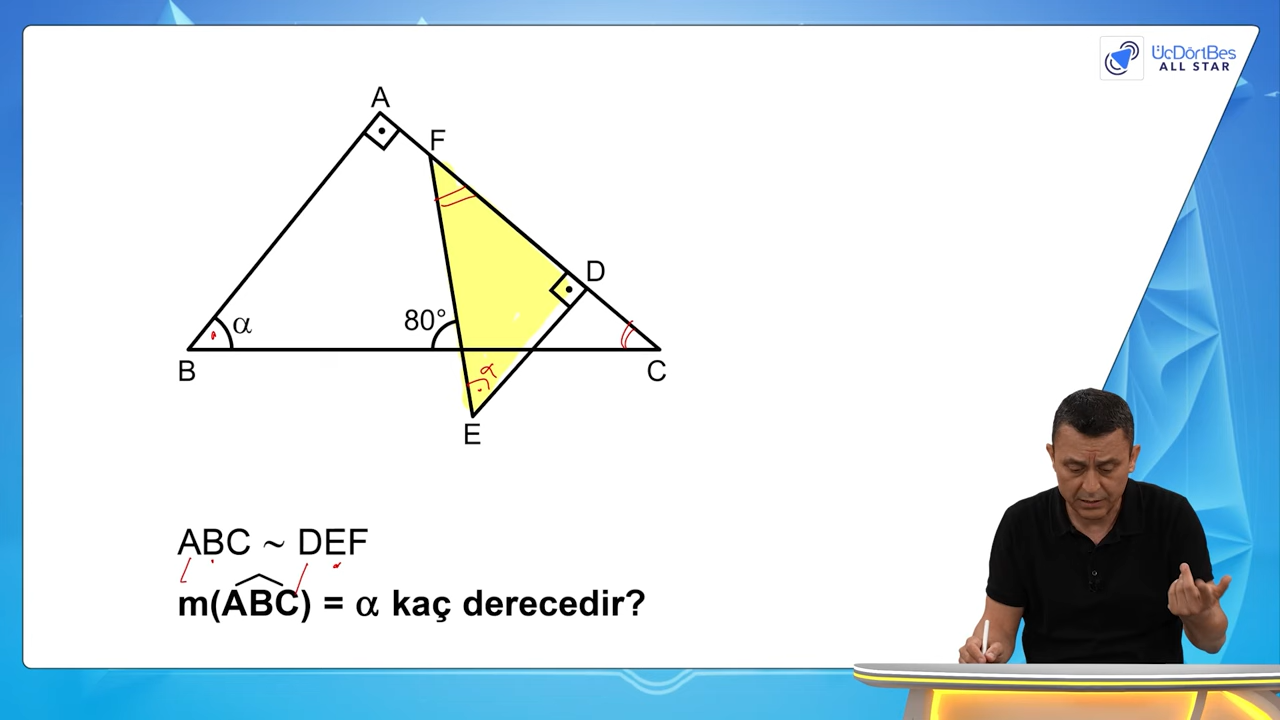 ÜçDörtBeş
ALL STAR
A
F
D
α
80°
B
C
α
E
ABC ~ DEF
m(ABC) = α kaç derecedir?